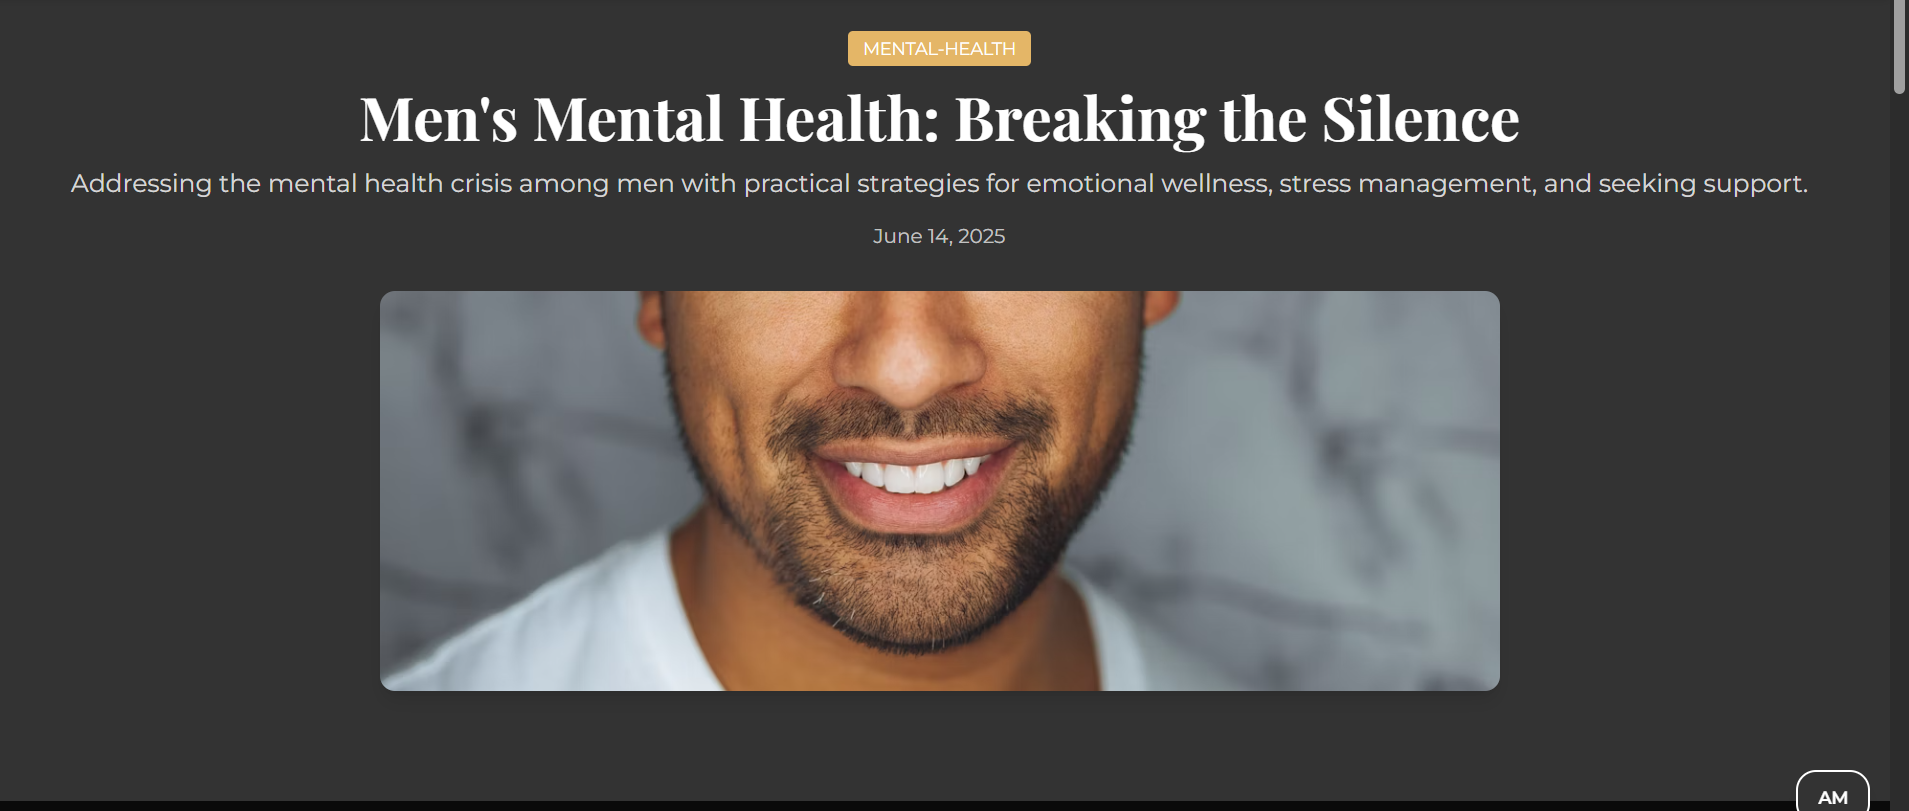 MENTAL-HEALTH
Men's Mental Health: Breaking the Silence
Addressing the mental health crisis among men with practical strategies for emotional wellness, stress management, and seeking support.
June 14, 2025
AM